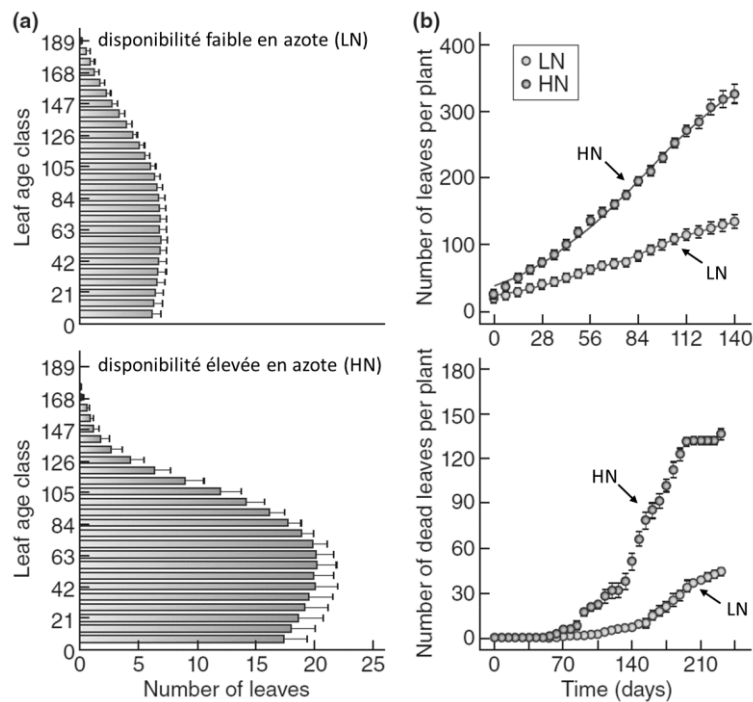 (a)
disponibilité faible en azote (LN)
Leaf age class
189
168
147
126
105
84
63
42
21
0
disponibilité élevée en azote (HN)
Leaf age class
189
168
147
126
105
84
63
42
21
0
0 5 10 15 20 25
Number of leaves
(b)
Number of leaves per plant
400
300
200
100
0
LN
HN
HN
LN
0 28 56 84 112 140
Number of dead leaves per plant
180
150
120
90
60
30
0
HN
LN
0 70 140 210
Time (days)